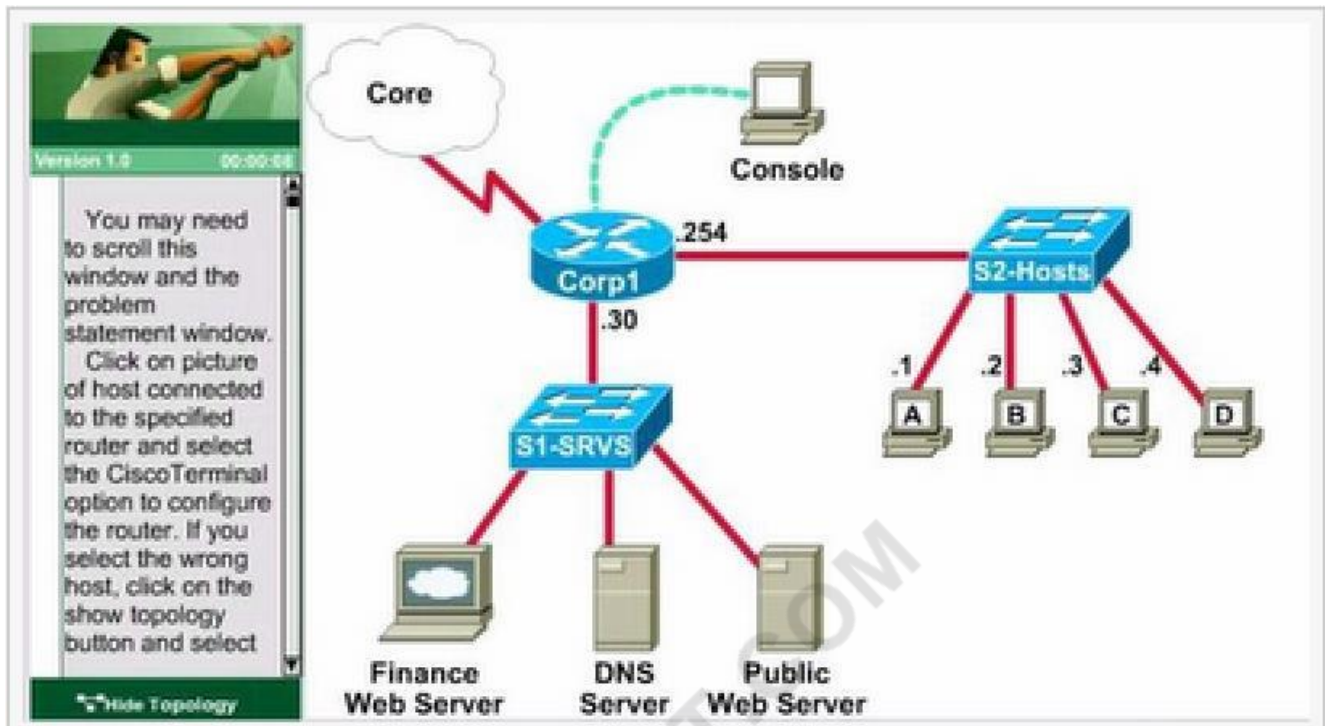 Version 1.0 00:00:08
You may need
to scroll this
window and the
problem
statement window.
Click on picture
of host connected
to the specified
router and select
the CiscoTerminal
option to configure
the router. If you
select the wrong
host, click on the
show topology
button and select
Hide Topology
Core
Console
.254
Corp1
S2-Hosts
.30
.1 .2 .3 .4
A B C D
S1-SRVS
Finance
Web Server
DNS
Server
Public
Web Server